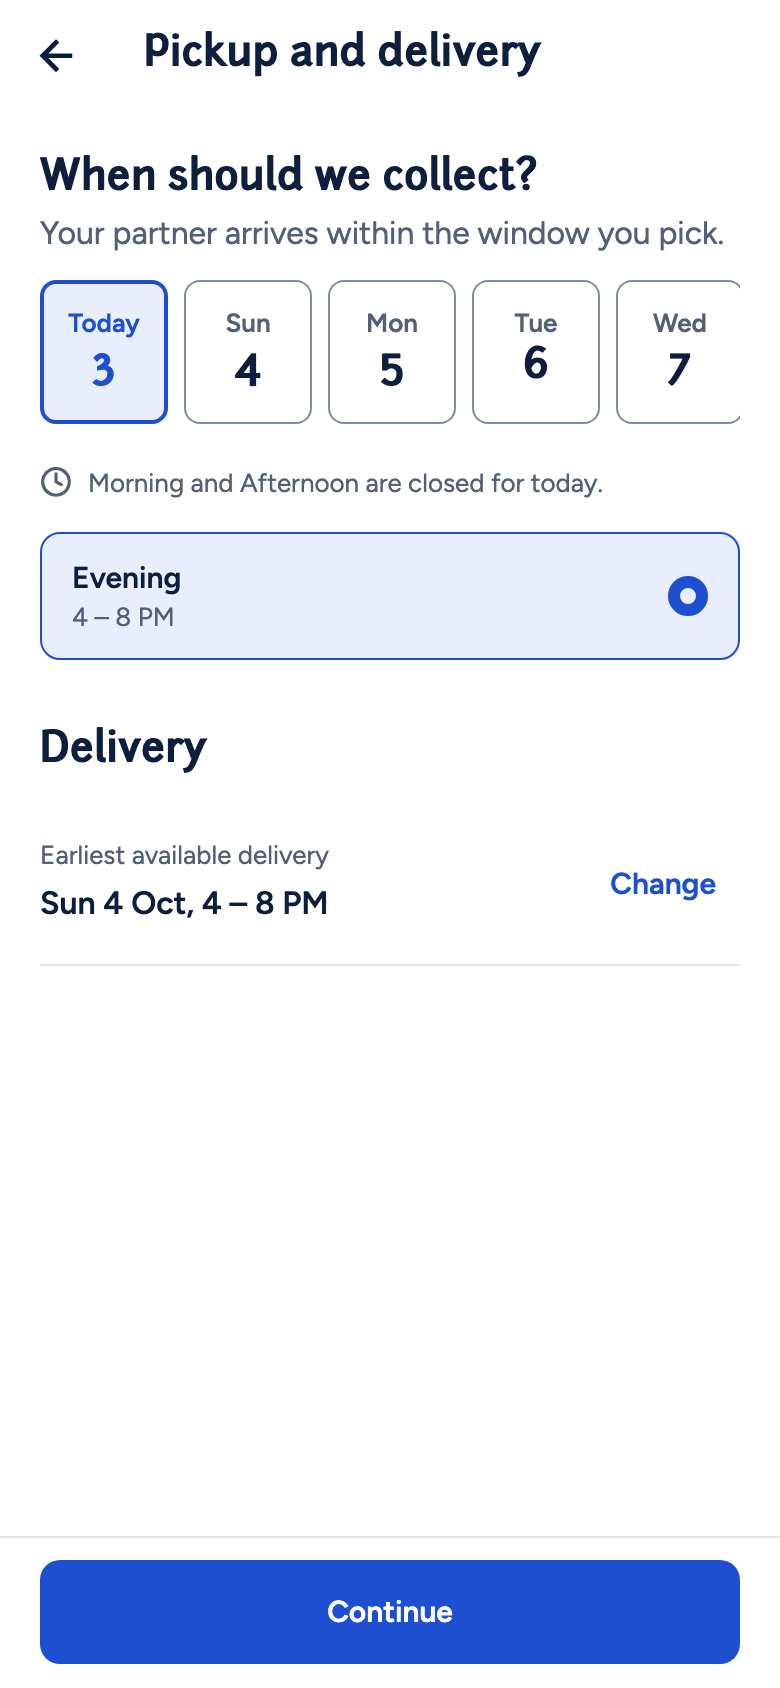 Pickup and delivery
When should we collect?
Your partner arrives within the window you pick.
Today Sun Mon Tue Wed
3 4 5 6 7
Morning and Afternoon are closed for today.
Evening
4 – 8 PM
Delivery
Earliest available delivery
Sun 4 Oct, 4 – 8 PM
Change
Continue